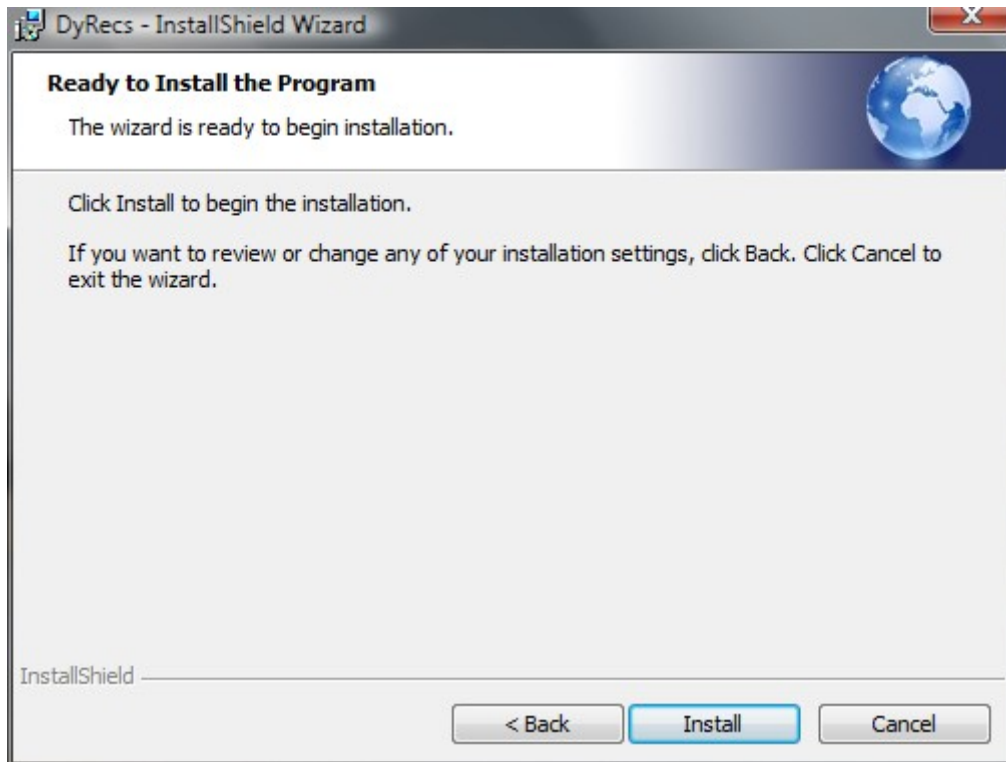 DyRecs - InstallShield Wizard
Ready to Install the Program
The wizard is ready to begin installation.
Click Install to begin the installation.
If you want to review or change any of your installation settings, click Back. Click Cancel to
exit the wizard.
InstallShield
< Back Install Cancel